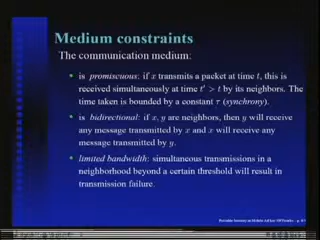 Medium constraints
The communication medium:
is promiscuous: if x transmits a packet at time t, this is
received simultaneously at time t′ > t by its neighbors. The
time taken is bounded by a constant τ (synchrony).
is bidirectional: if x, y are neighbors, then y will receive
any message transmitted by x and x will receive any
message transmitted by y.
limited bandwidth: simultaneous transmissions in a
neighborhood beyond a certain threshold will result in
transmission failure.